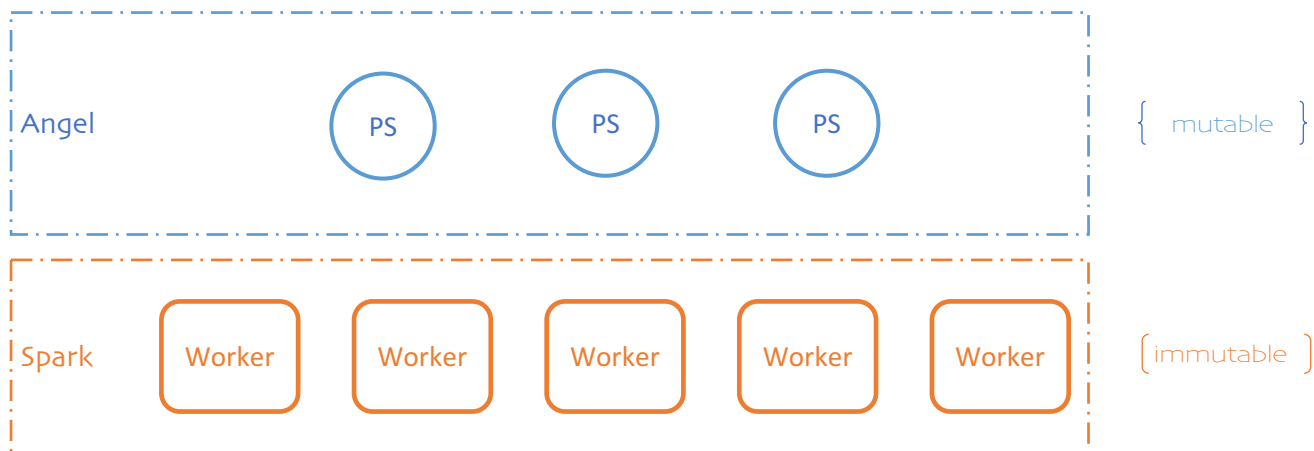 Angel
PS
PS
PS
{ mutable }
Spark
Worker
Worker
Worker
Worker
Worker
[immutable]